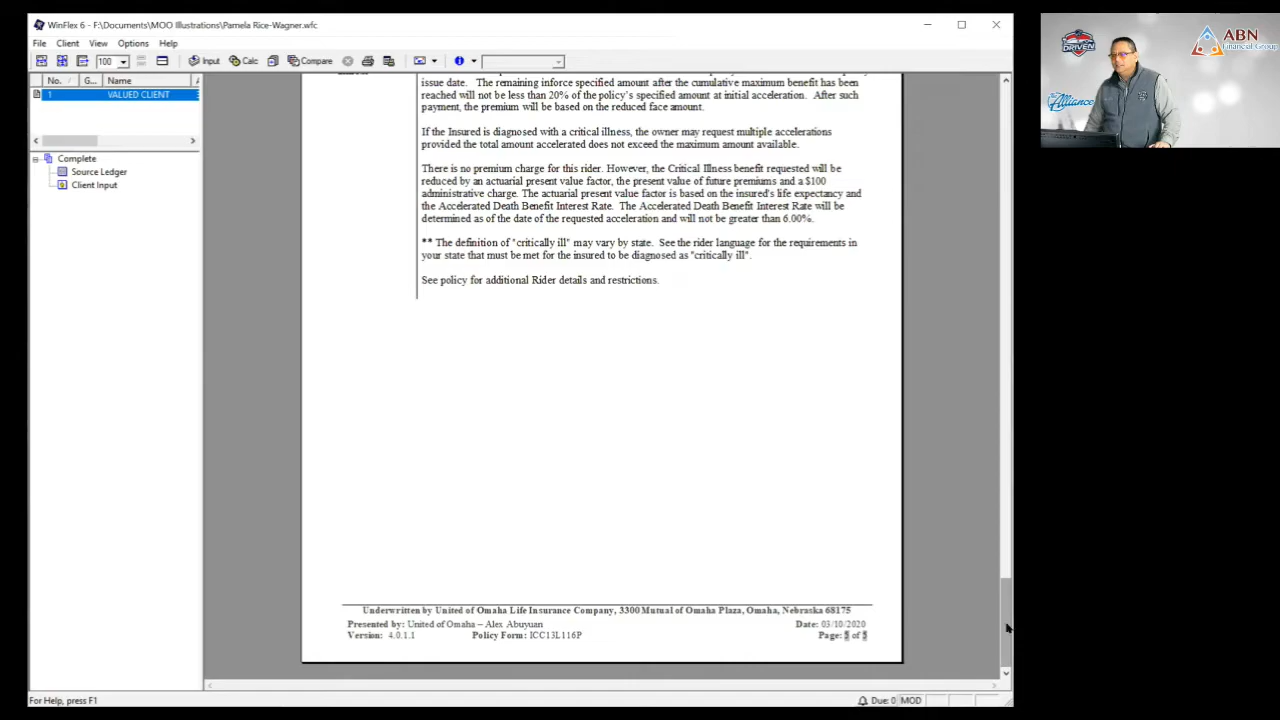 WinFlex 6 - F:\Documents\MOO Illustrations\Pamela Rice-Wagner.wfc
File Client View Options Help
100 Input Calc Compare
No. G... Name
1 VALUED CLIENT
Complete
Source Ledger
Client Input
issue date. The remaining inforce specified amount after the cumulative maximum benefit has been
reached will not be less than 20% of the policy's specified amount at initial acceleration. After such
payment, the premium will be based on the reduced face amount.
If the Insured is diagnosed with a critical illness, the owner may request multiple accelerations
provided the total amount accelerated does not exceed the maximum amount available.
There is no premium charge for this rider. However, the Critical Illness benefit requested will be
reduced by an actuarial present value factor, the present value of future premiums and a $100
administrative charge. The actuarial present value factor is based on the insured's life expectancy and
the Accelerated Death Benefit Interest Rate. The Accelerated Death Benefit Interest Rate will be
determined as of the date of the requested acceleration and will not be greater than 6.00%.
** The definition of "critically ill" may vary by state. See the rider language for the requirements in
your state that must be met for the insured to be diagnosed as "critically ill".
See policy for additional Rider details and restrictions.
Underwritten by United of Omaha Life Insurance Company, 3300 Mutual of Omaha Plaza, Omaha, Nebraska 68175
Presented by: United of Omaha – Alex Abuyuan Date: 03/10/2020
Version: 4.0.1.1 Policy Form: ICC13L116P Page: 5 of 5
For Help, press F1 Due: 0 MOD
DRIVEN
Alliance
ABN
Financial Group